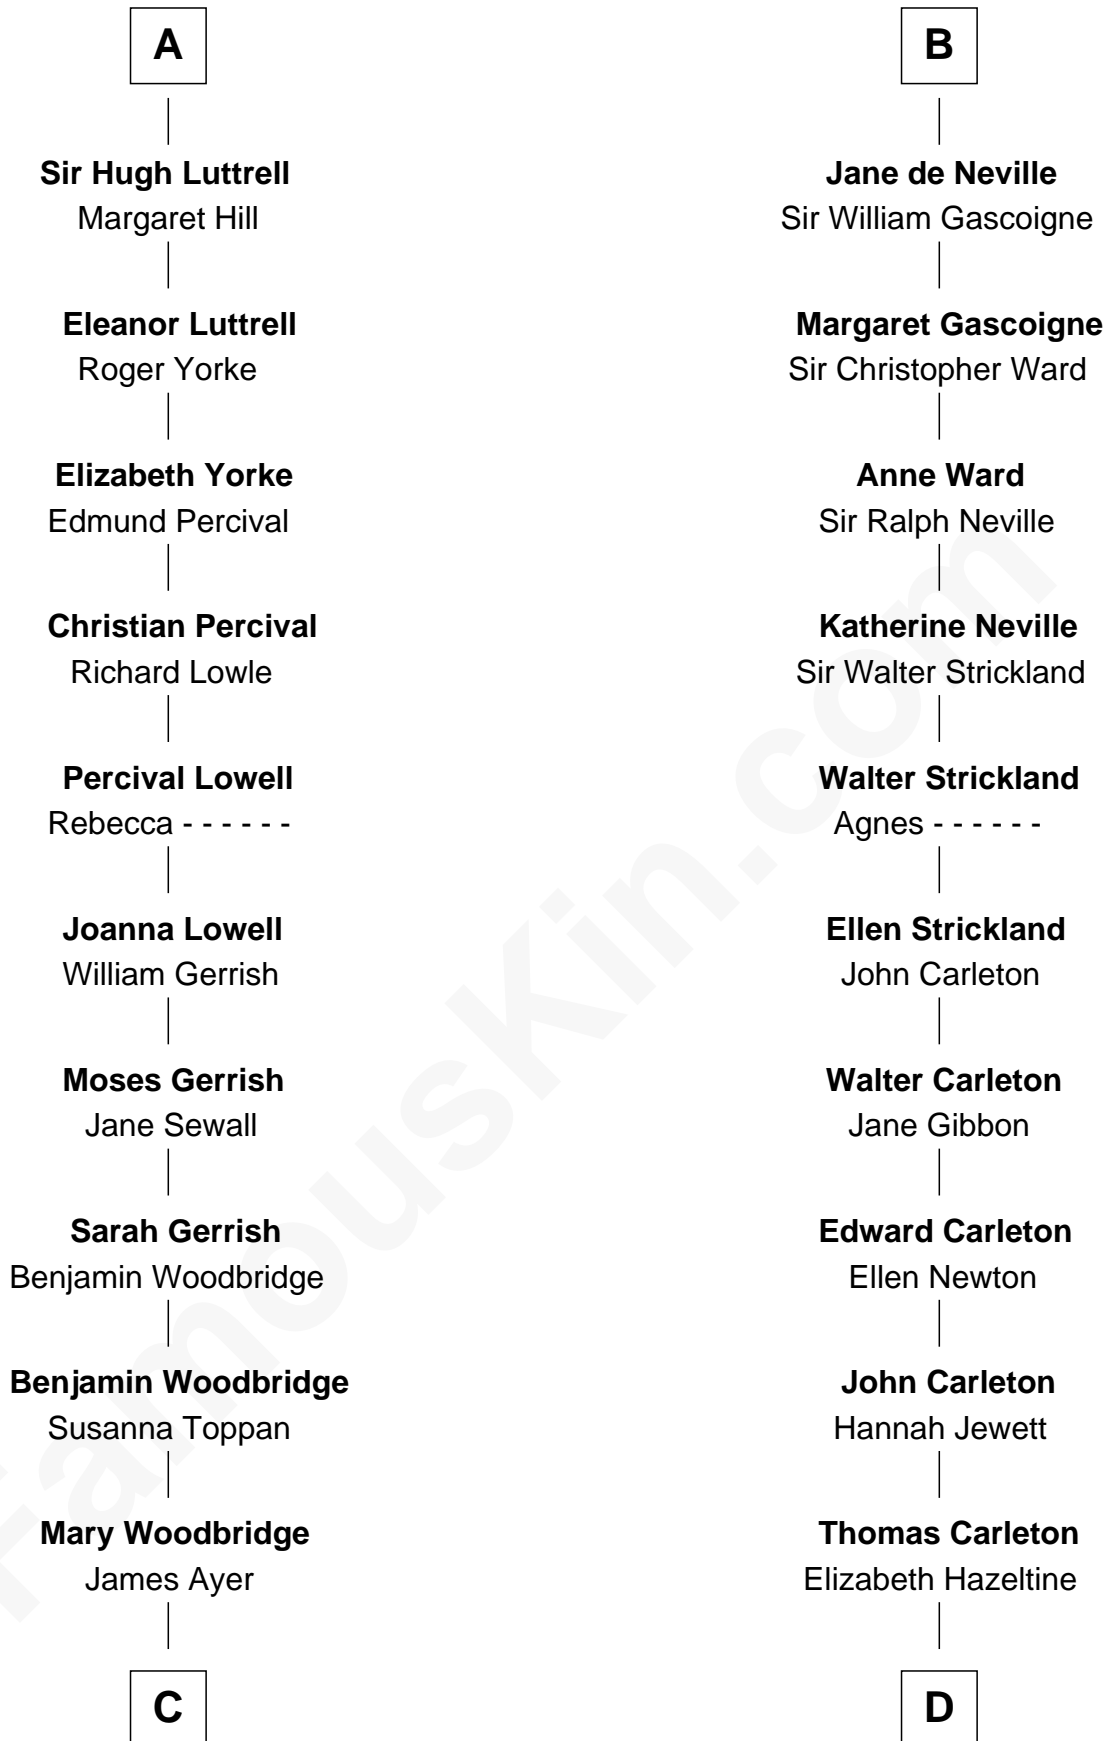 A
Sir Hugh Luttrell
Margaret Hill
Eleanor Luttrell
Roger Yorke
Elizabeth Yorke
Edmund Percival
Christian Percival
Richard Lowle
Percival Lowell
Rebecca - - - - - -
Joanna Lowell
William Gerrish
Moses Gerrish
Jane Sewall
Sarah Gerrish
Benjamin Woodbridge
Benjamin Woodbridge
Susanna Toppan
Mary Woodbridge
James Ayer
C
B
Jane de Neville
Sir William Gascoigne
Margaret Gascoigne
Sir Christopher Ward
Anne Ward
Sir Ralph Neville
Katherine Neville
Sir Walter Strickland
Walter Strickland
Agnes - - - - - -
Ellen Strickland
John Carleton
Walter Carleton
Jane Gibbon
Edward Carleton
Ellen Newton
John Carleton
Hannah Jewett
Thomas Carleton
Elizabeth Hazeltine
D
FamousKin.com